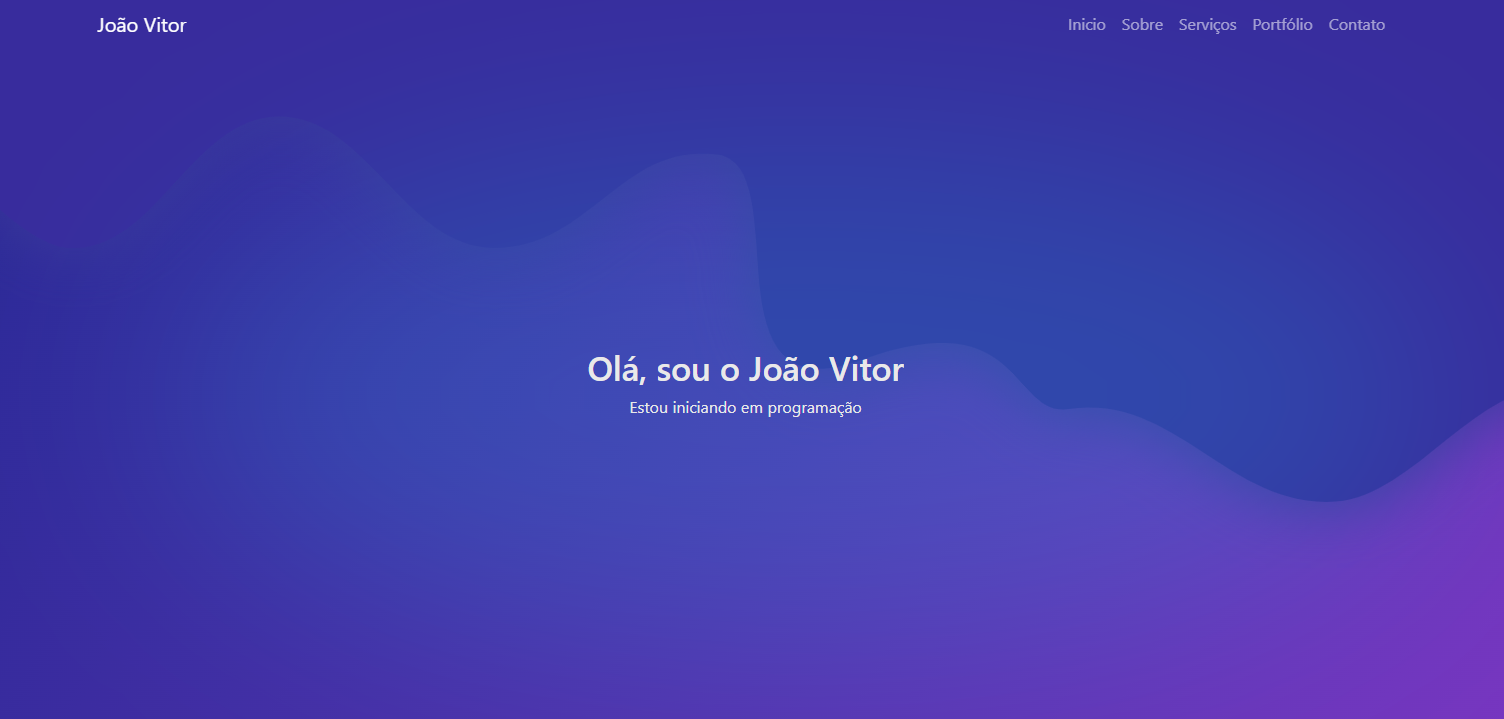 João Vitor
Inicio Sobre Serviços Portfólio Contato
Olá, sou o João Vitor
Estou iniciando em programação